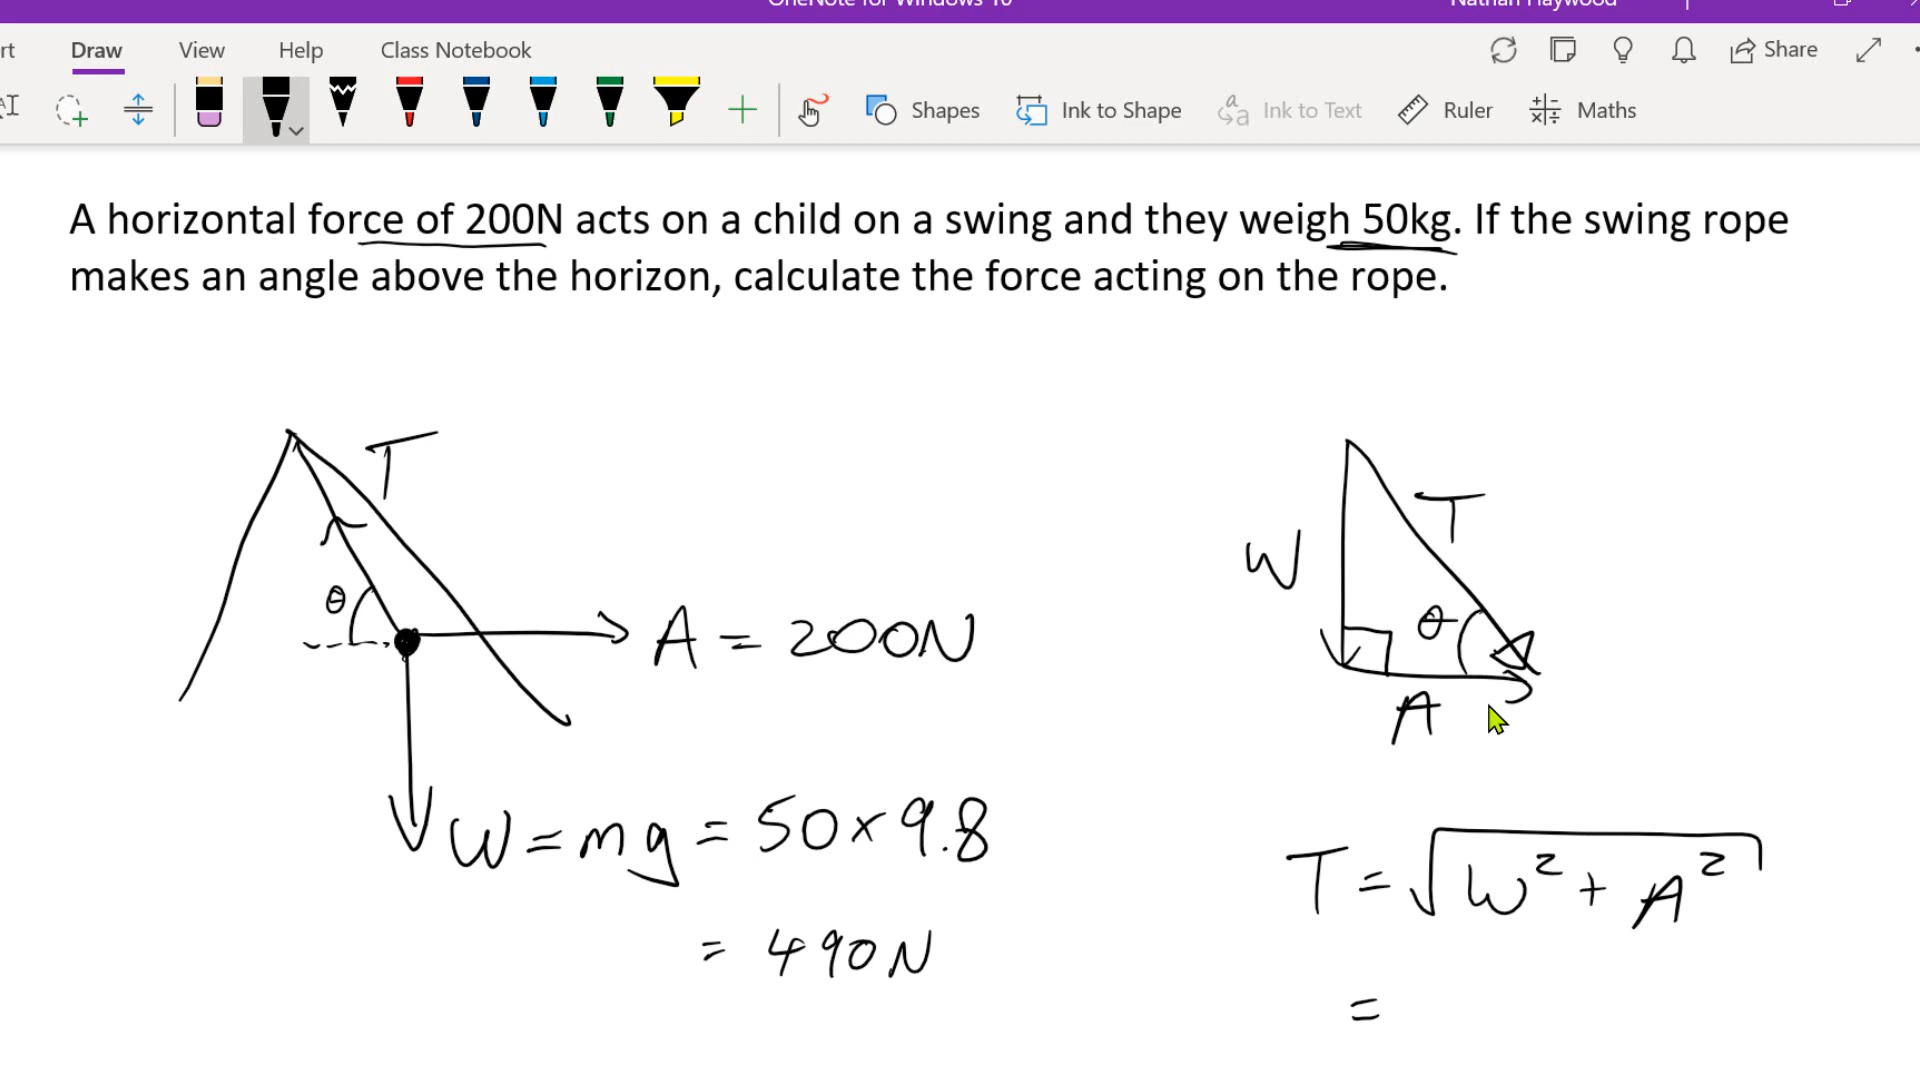 OneNote for Windows 10 Nathan Haywood
rt Draw View Help Class Notebook Share
Shapes Ink to Shape Ink to Text Ruler Maths
A horizontal force of 200N acts on a child on a swing and they weigh 50kg. If the swing rope
makes an angle above the horizon, calculate the force acting on the rope.
T
θ
A = 200N
W = mg = 50 × 9.8
= 490N
W
T
θ
A
T = √W² + A²
=